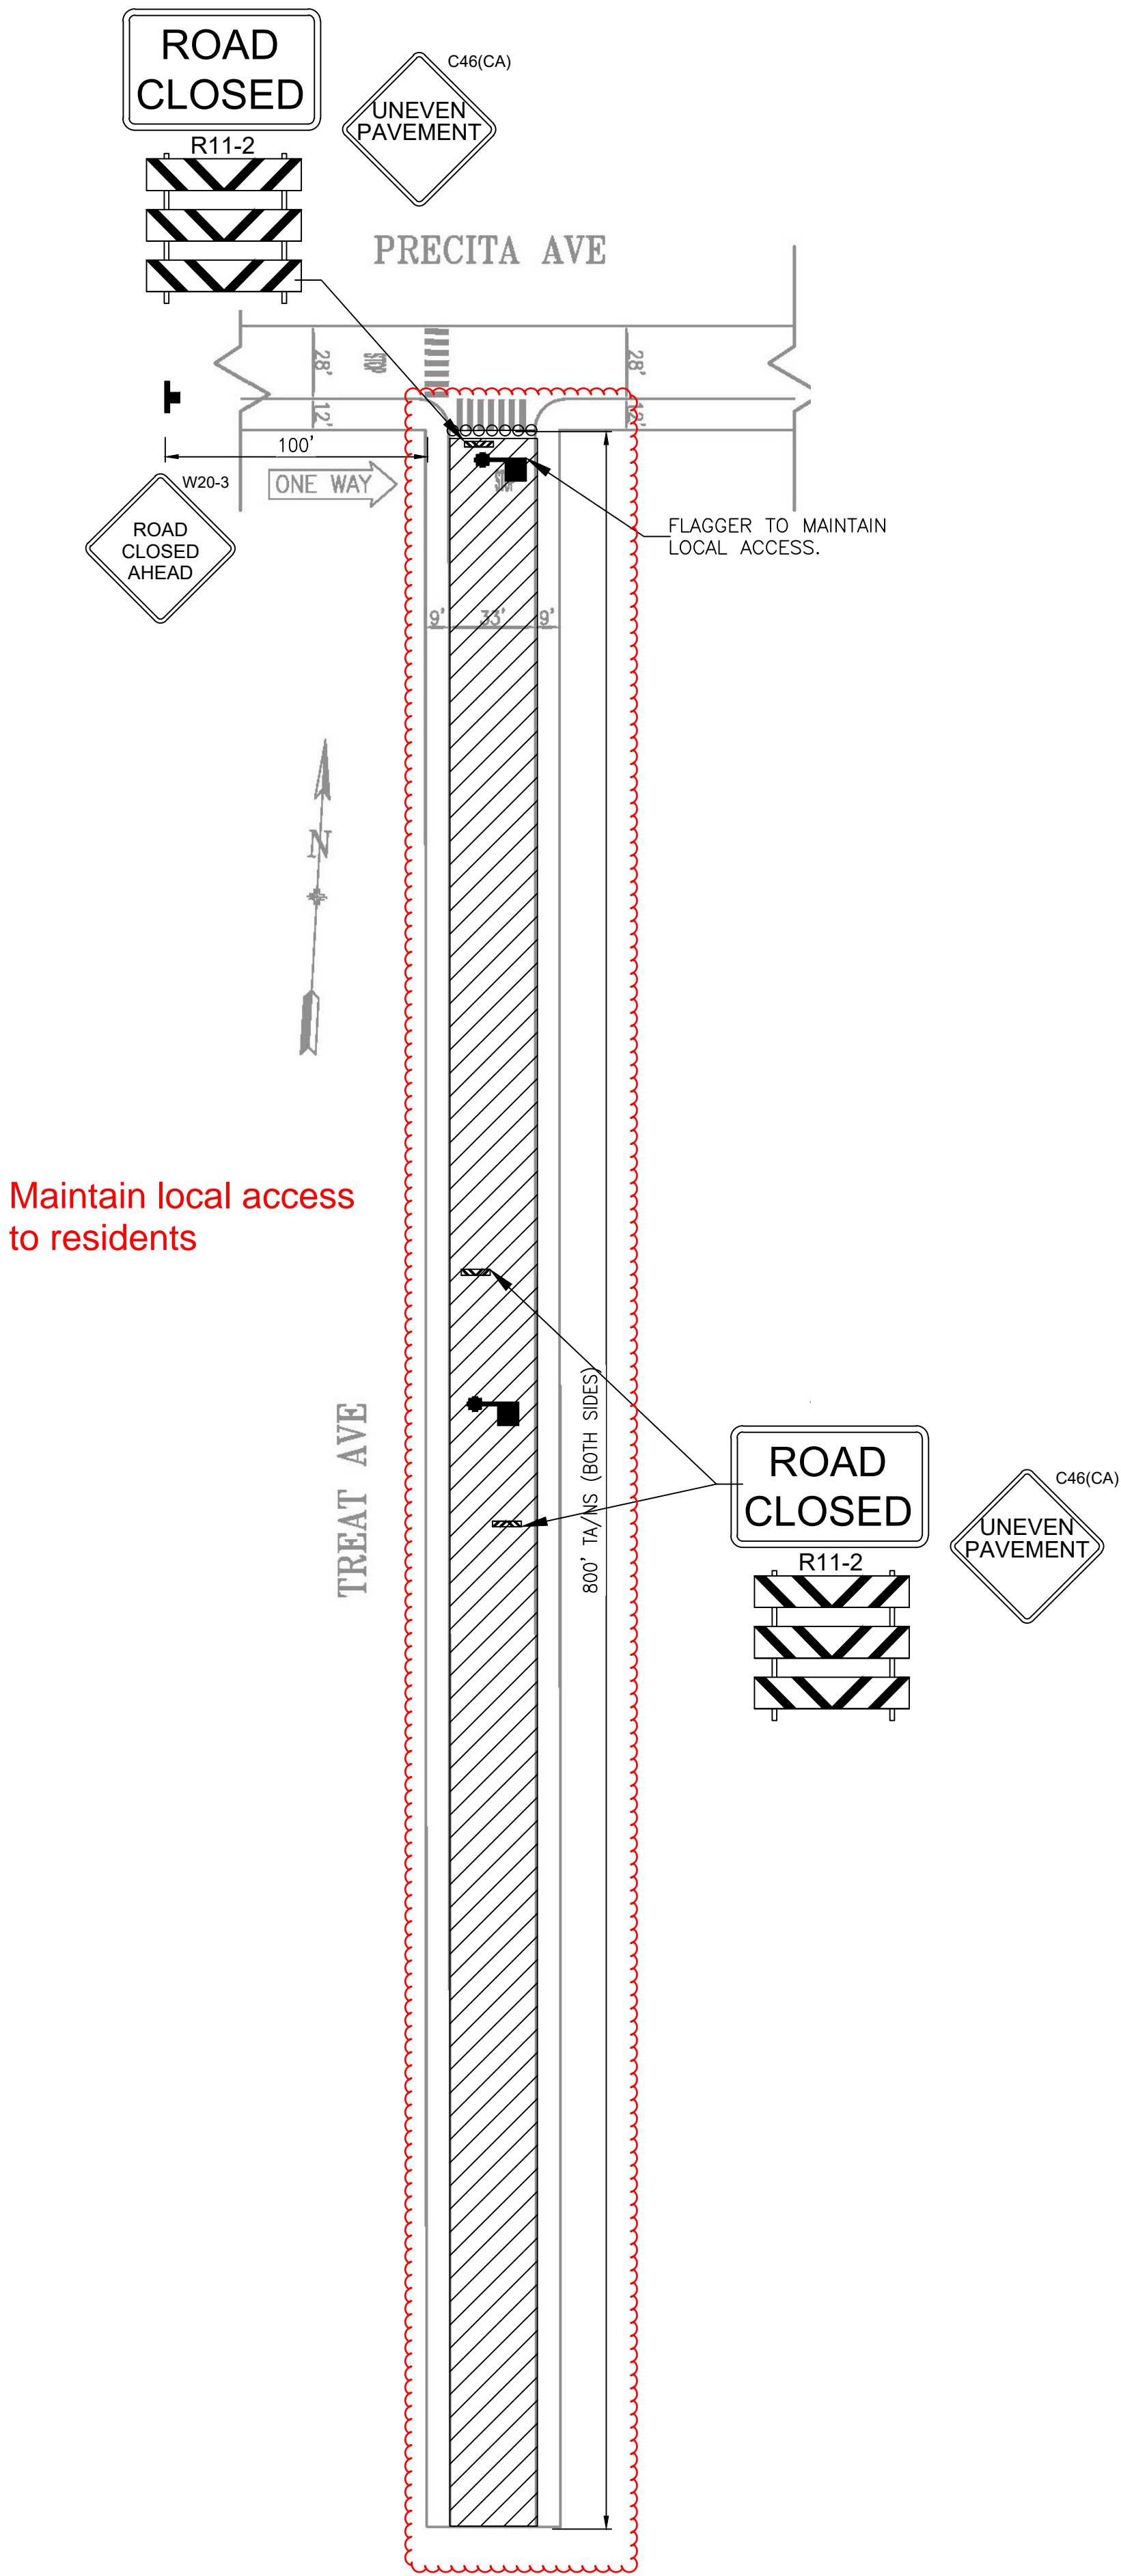 ROAD
CLOSED
R11-2
C46(CA)
UNEVEN
PAVEMENT
PRECITA AVE
28'
STOP
28'
12'
12'
100'
ONE WAY
W20-3
ROAD
CLOSED
AHEAD
STOP
FLAGGER TO MAINTAIN
LOCAL ACCESS.
9'
33'
9'
N
Maintain local access
to residents
TREAT AVE
800' TA/NS (BOTH SIDES)
ROAD
CLOSED
R11-2
C46(CA)
UNEVEN
PAVEMENT